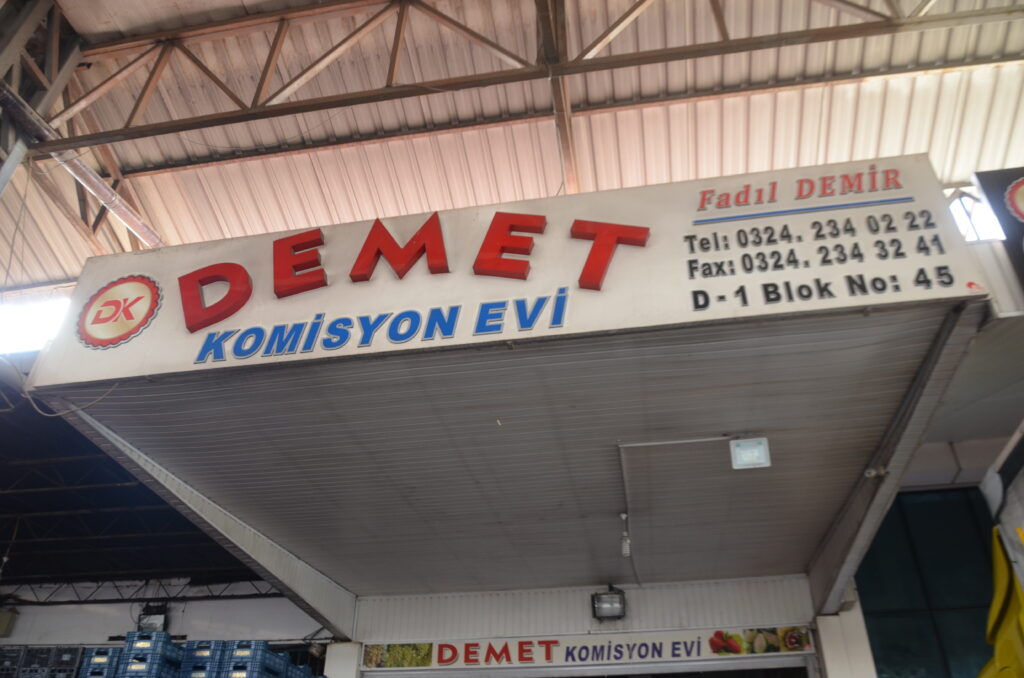 DK
DEMET
KOMİSYON EVİ
Fadıl DEMİR
Tel: 0324. 234 02 22
Fax: 0324. 234 32 41
D - 1 Blok No: 45
DEMET KOMİSYON EVİ